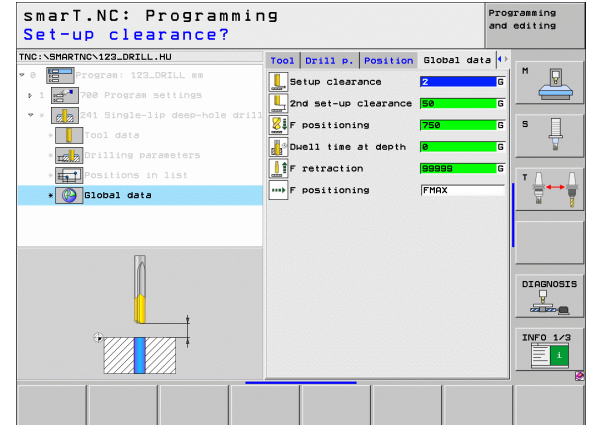 smarT.NC: Programming
Set-up clearance?
Programming
and editing
TNC:\SMARTNC\123_DRILL.HU
0 Program: 123_DRILL mm
1 700 Program settings
* 241 Single-lip deep-hole drill
* Tool data
* Drilling parameters
* Positions in list
* Global data
Tool Drill p. Position Global data
Setup clearance 2 G
2nd set-up clearance 50 G
F positioning 750 G
Dwell time at depth 0 G
F retraction 99999 G
F positioning FMAX
M
S
T
DIAGNOSIS
INFO 1/3
i